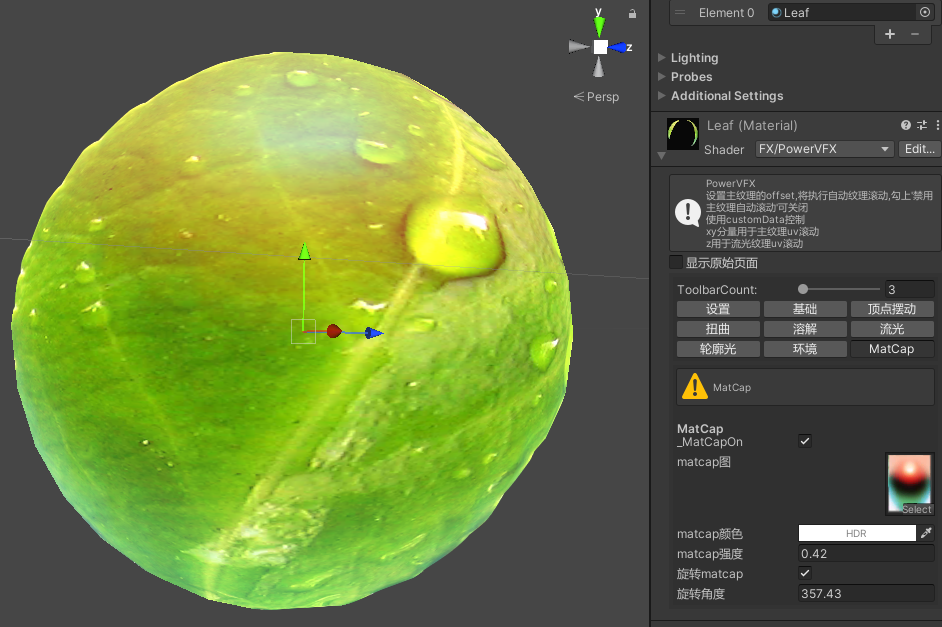 y
z
< Persp
Element 0
Leaf
+ −
Lighting
Probes
Additional Settings
Leaf (Material)
Shader
FX/PowerVFX
Edit...
PowerVFX
设置主纹理的offset,将执行自动纹理滚动,勾上'禁用
主纹理自动滚动'可关闭
使用customData控制
xy分量用于主纹理uv滚动
z用于流光纹理uv滚动
显示原始页面
ToolbarCount:
3
设置
基础
顶点摆动
扭曲
溶解
流光
轮廓光
环境
MatCap
MatCap
MatCap
_MatCapOn
matcap图
Select
matcap颜色
HDR
matcap强度
0.42
旋转matcap
旋转角度
357.43